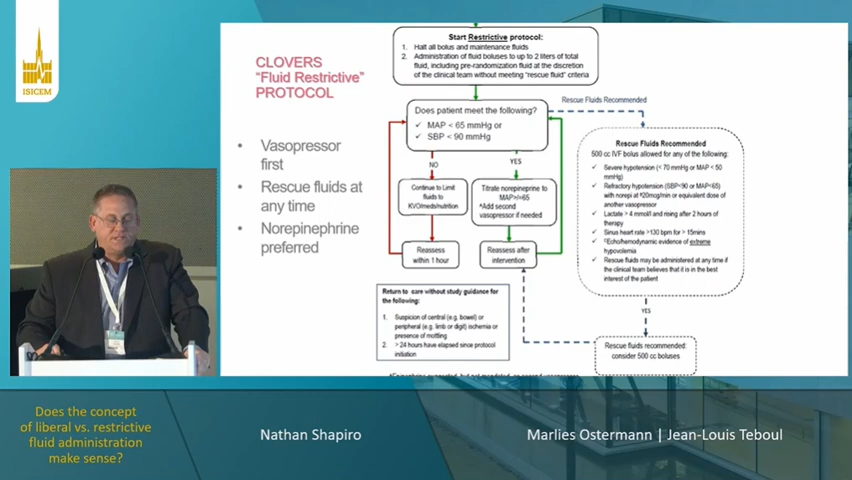 ISICEM
CLOVERS
“Fluid Restrictive”
PROTOCOL
• Vasopressor
first
• Rescue fluids at
any time
• Norepinephrine
preferred
Start Restrictive protocol:
1. Halt all bolus and maintenance fluids
2. Administration of fluid boluses to up to 2 liters of total
fluid, including pre-randomization fluid at the discretion
of the clinical team without meeting “rescue fluid” criteria
Does patient meet the following?
✓ MAP < 65 mmHg or
✓ SBP < 90 mmHg
Rescue Fluids Recommended
NO
YES
Continue to Limit
fluids to
KVO/meds/nutrition
Titrate norepinephrine to
MAP>/=65
^Add second
vasopressor if needed
Reassess
within 1 hour
Reassess after
intervention
Rescue Fluids Recommended
500 cc IVF bolus allowed for any of the following:
✓ Severe hypotension (< 70 mmHg or MAP < 50
mmHg)
✓ Refractory hypotension (SBP<90 or MAP<65)
with norepi at 20mcg/min or equivalent dose of
another vasopressor
✓ Lactate > 4 mmol/l and rising after 2 hours of
therapy
✓ Sinus heart rate >130 bpm for > 15mins
✓ Echo/hemodynamic evidence of extreme
hypovolemia
✓ Rescue fluids may be administered at any time if
the clinical team believes that it is in the best
interest of the patient
YES
Rescue fluids recommended:
consider 500 cc boluses
Return to care without study guidance for
the following:
1. Suspicion of central (e.g. bowel) or
peripheral (e.g. limb or digit) ischemia or
presence of mottling
2. > 24 hours have elapsed since protocol
initiation
Does the concept
of liberal vs. restrictive
fluid administration
make sense?
Nathan Shapiro
Marlies Ostermann | Jean-Louis Teboul